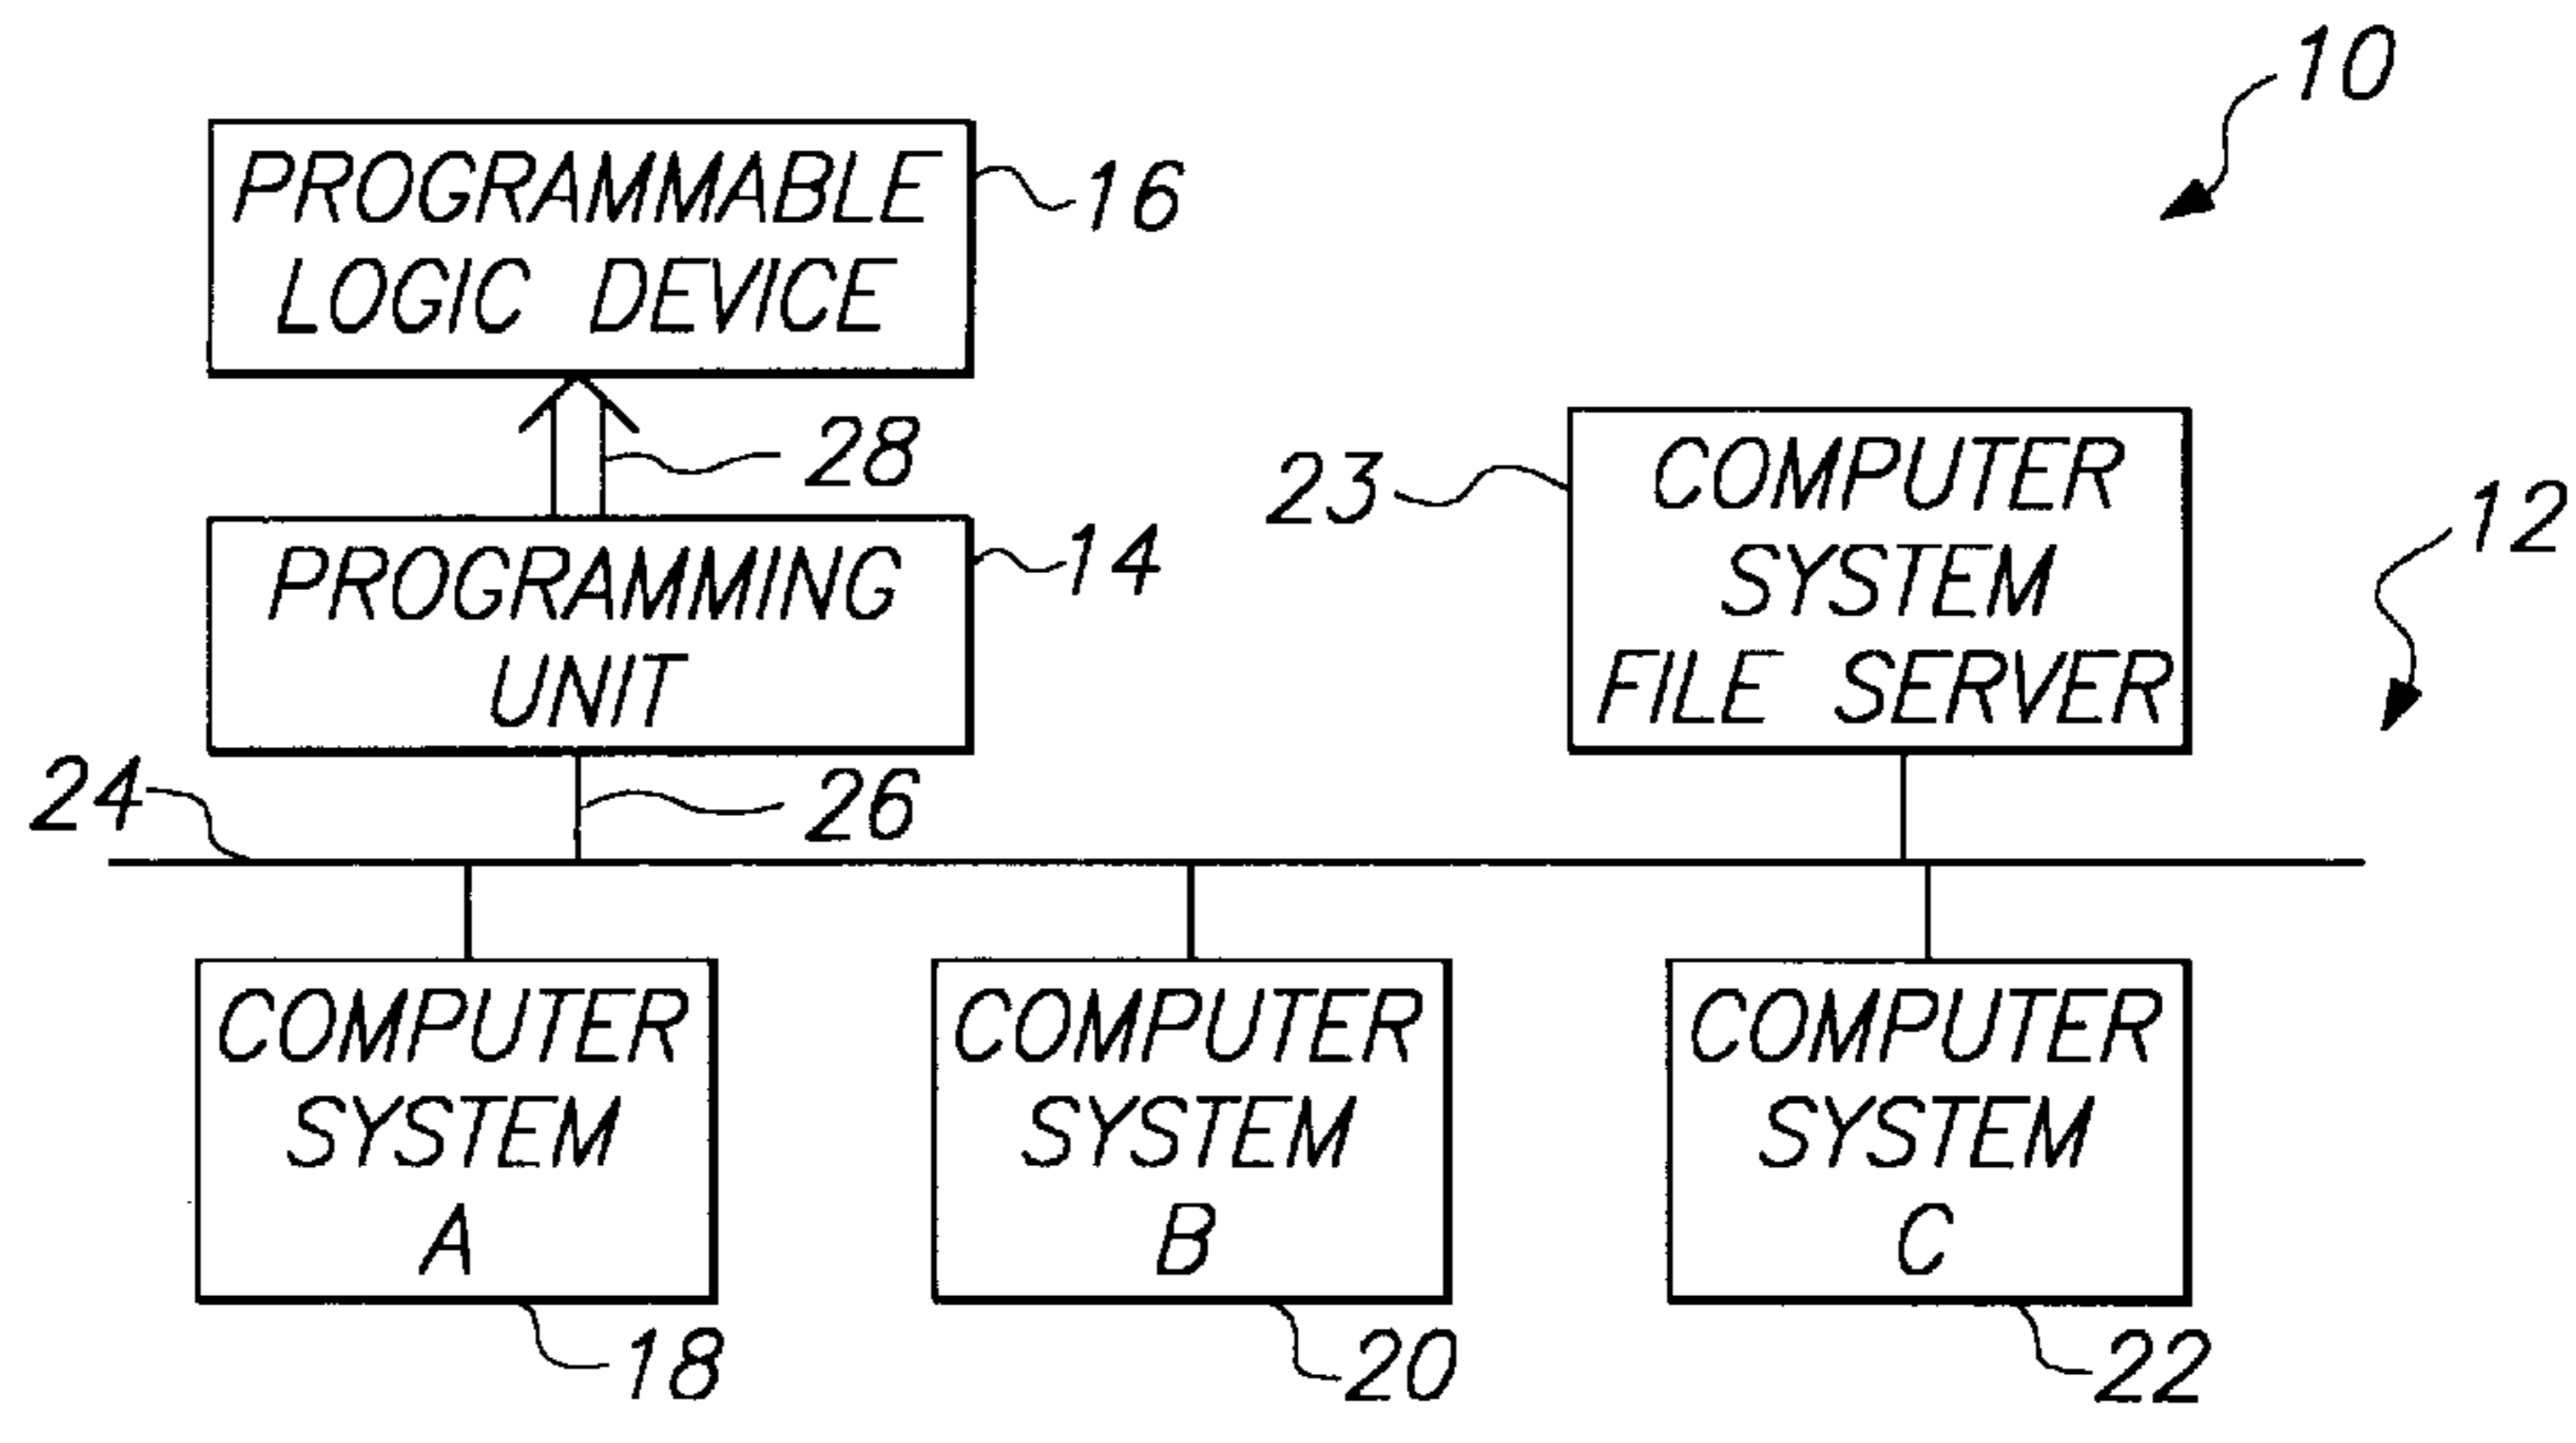 10
PROGRAMMABLE
LOGIC DEVICE
16
28
PROGRAMMING
UNIT
14
23
COMPUTER
SYSTEM
FILE SERVER
12
24
26
COMPUTER
SYSTEM
A
18
COMPUTER
SYSTEM
B
20
COMPUTER
SYSTEM
C
22